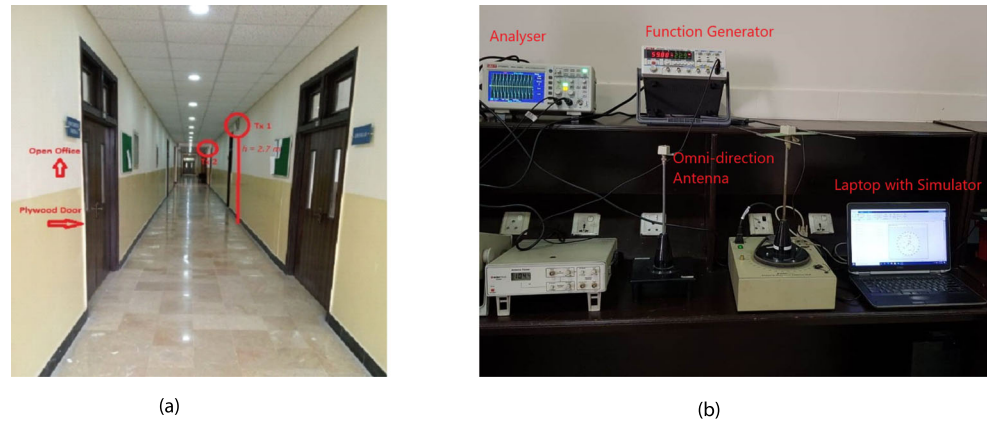 Tx 1
h = 2.7 m
Open Office
Plywood Door
(a)
Analyser
Function Generator
Omni-direction
Antenna
Laptop with Simulator
(b)